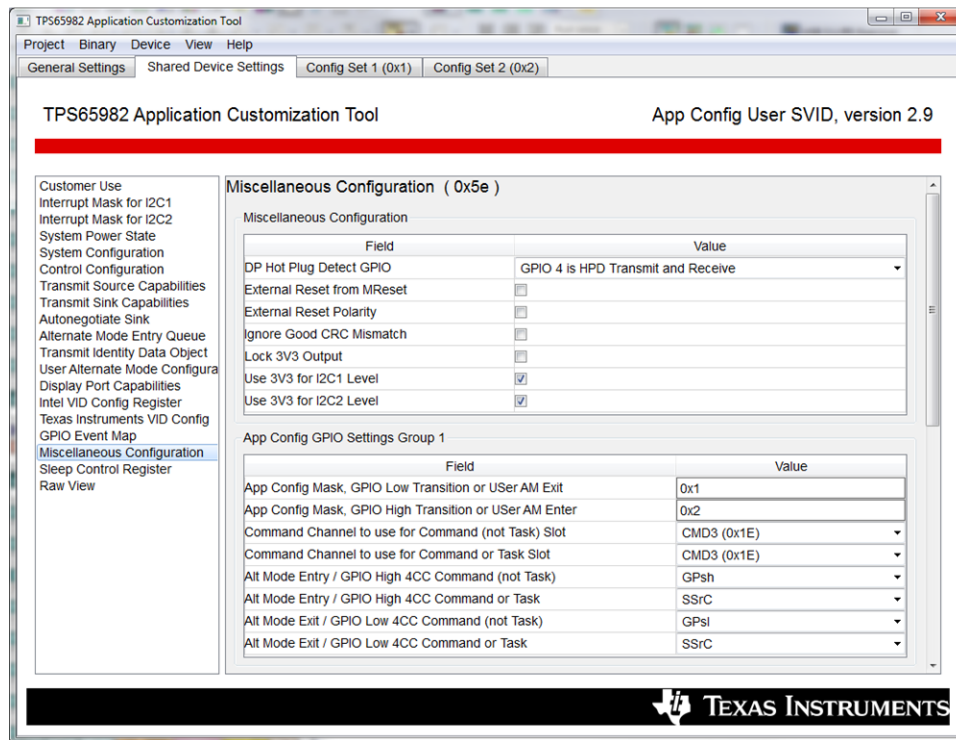 TPS65982 Application Customization Tool
Project Binary Device View Help
General Settings Shared Device Settings Config Set 1 (0x1) Config Set 2 (0x2)
TPS65982 Application Customization Tool App Config User SVID, version 2.9
Customer Use
Interrupt Mask for I2C1
Interrupt Mask for I2C2
System Power State
System Configuration
Control Configuration
Transmit Source Capabilities
Transmit Sink Capabilities
Autonegotiate Sink
Alternate Mode Entry Queue
Transmit Identity Data Object
User Alternate Mode Configura
Display Port Capabilities
Intel VID Config Register
Texas Instruments VID Config
GPIO Event Map
Miscellaneous Configuration
Sleep Control Register
Raw View
Miscellaneous Configuration ( 0x5e )
Miscellaneous Configuration
Field Value
DP Hot Plug Detect GPIO GPIO 4 is HPD Transmit and Receive
External Reset from MReset
External Reset Polarity
Ignore Good CRC Mismatch
Lock 3V3 Output
Use 3V3 for I2C1 Level
Use 3V3 for I2C2 Level
App Config GPIO Settings Group 1
Field Value
App Config Mask, GPIO Low Transition or USer AM Exit 0x1
App Config Mask, GPIO High Transition or USer AM Enter 0x2
Command Channel to use for Command (not Task) Slot CMD3 (0x1E)
Command Channel to use for Command or Task Slot CMD3 (0x1E)
Alt Mode Entry / GPIO High 4CC Command (not Task) GPsh
Alt Mode Entry / GPIO High 4CC Command or Task SSrC
Alt Mode Exit / GPIO Low 4CC Command (not Task) GPsl
Alt Mode Exit / GPIO Low 4CC Command or Task SSrC
TEXAS INSTRUMENTS